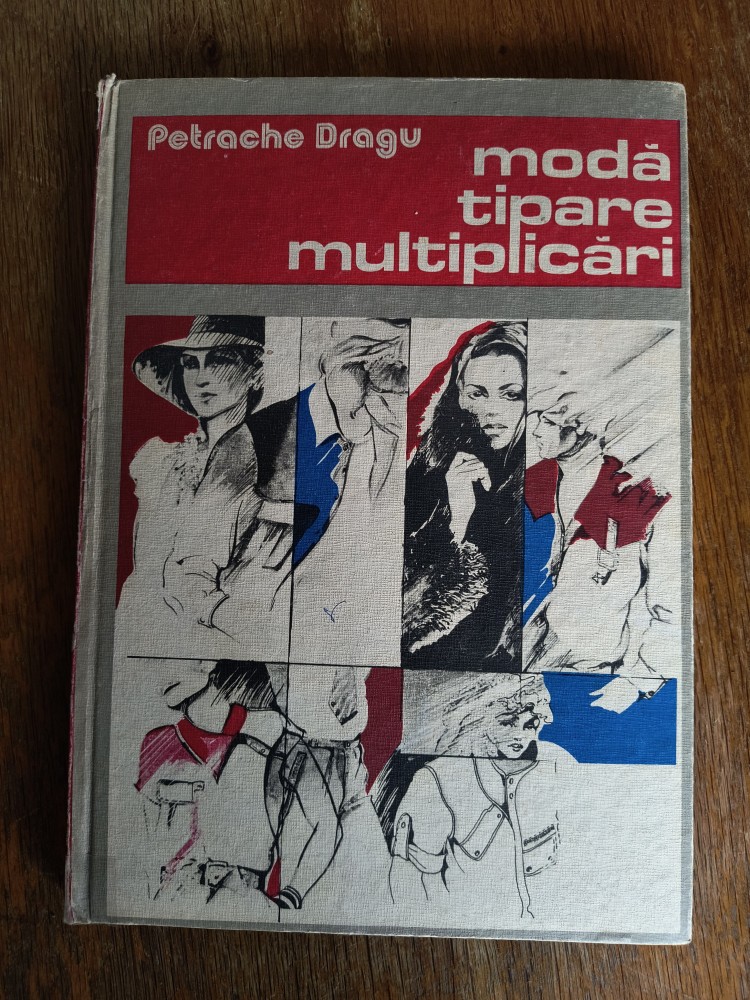 Petrache Dragu
modă
tipare
multiplicări